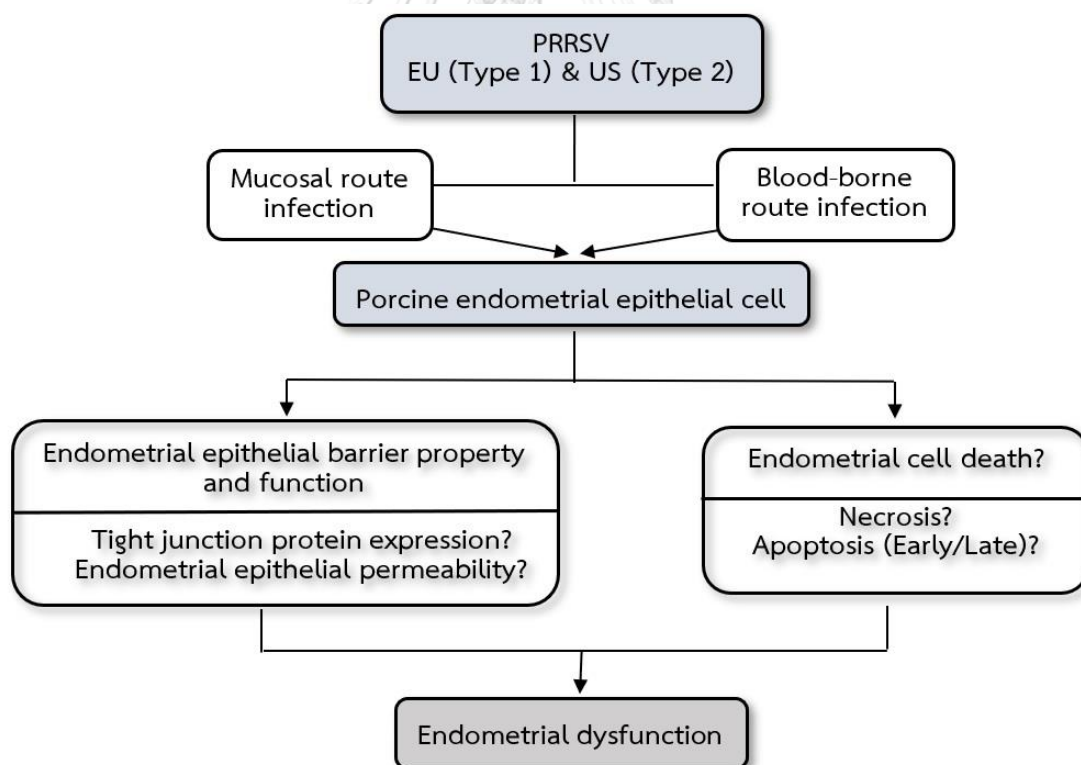 PRRSV
EU (Type 1) & US (Type 2)
Mucosal route
infection
Blood-borne
route infection
Porcine endometrial epithelial cell
Endometrial epithelial barrier property
and function
Tight junction protein expression?
Endometrial epithelial permeability?
Endometrial cell death?
Necrosis?
Apoptosis (Early/Late)?
Endometrial dysfunction